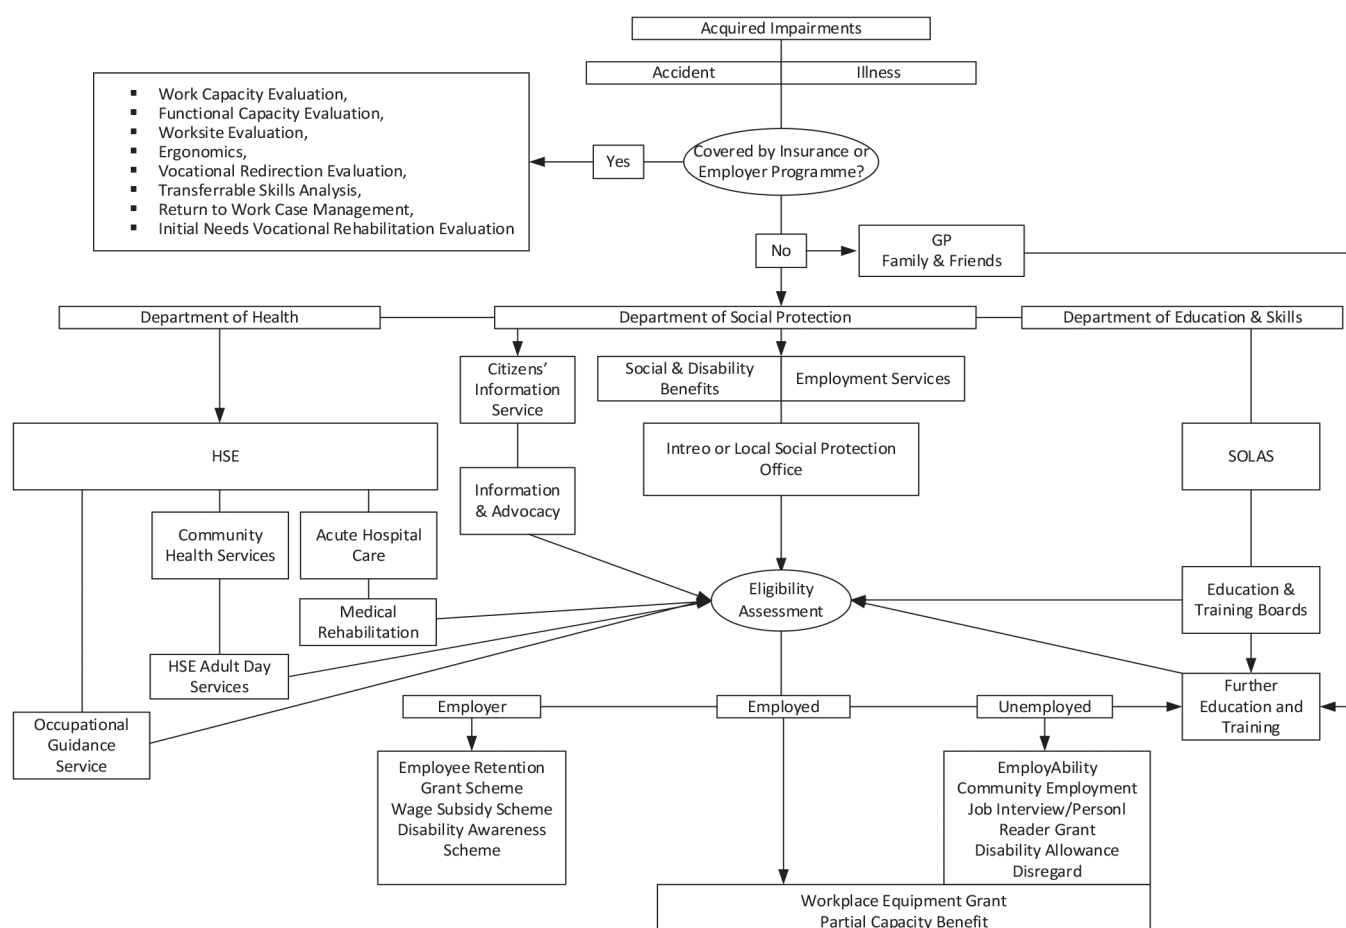 Acquired Impairments
Accident
Illness
▪ Work Capacity Evaluation,
▪ Functional Capacity Evaluation,
▪ Worksite Evaluation,
▪ Ergonomics,
▪ Vocational Redirection Evaluation,
▪ Transferrable Skills Analysis,
▪ Return to Work Case Management,
▪ Initial Needs Vocational Rehabilitation Evaluation
Yes
Covered by Insurance or
Employer Programme?
No
GP
Family & Friends
Department of Health
Department of Social Protection
Department of Education & Skills
Citizens’
Information
Service
Social & Disability
Benefits
Employment Services
HSE
Intreo or Local Social Protection
Office
SOLAS
Information
& Advocacy
Community
Health Services
Acute Hospital
Care
Eligibility
Assessment
Education &
Training Boards
Medical
Rehabilitation
HSE Adult Day
Services
Occupational
Guidance
Service
Employer
Employed
Unemployed
Further
Education and
Training
Employee Retention
Grant Scheme
Wage Subsidy Scheme
Disability Awareness
Scheme
EmployAbility
Community Employment
Job Interview/Personl
Reader Grant
Disability Allowance
Disregard
Workplace Equipment Grant
Partial Capacity Benefit